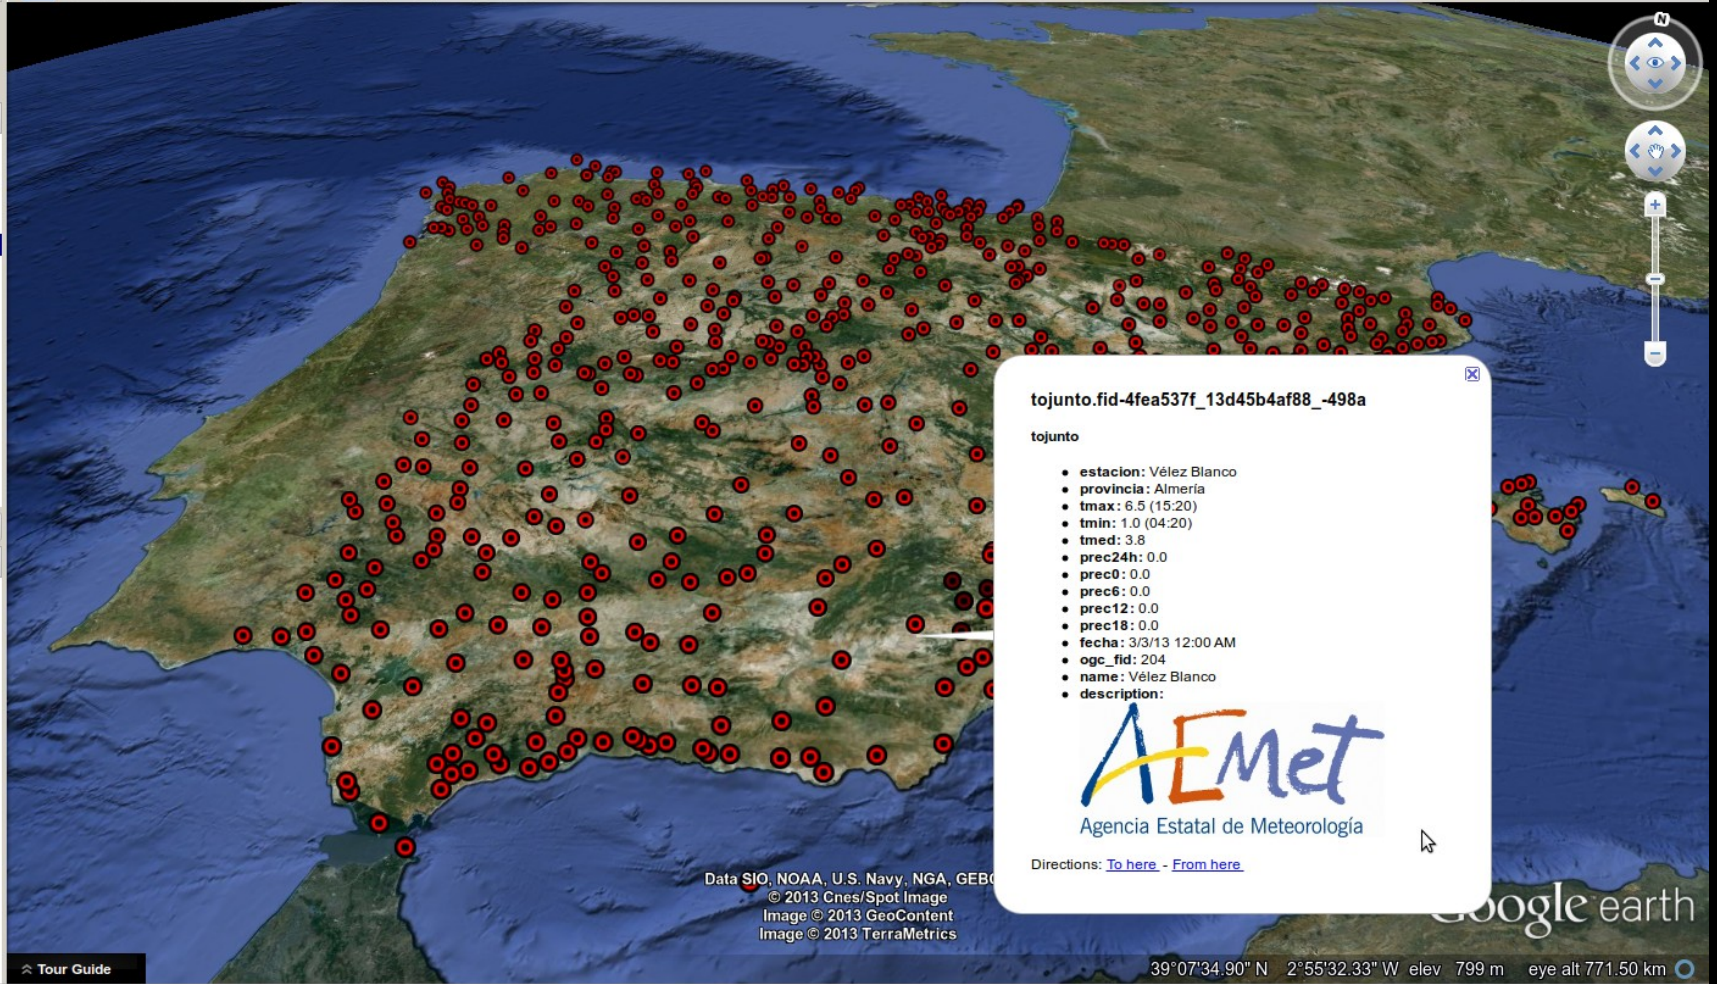 N
tojunto.fid-4fea537f_13d45b4af88_-498a
tojunto
estacion: Vélez Blanco
provincia: Almería
tmax: 6.5 (15:20)
tmin: 1.0 (04:20)
tmed: 3.8
prec24h: 0.0
prec0: 0.0
prec6: 0.0
prec12: 0.0
prec18: 0.0
fecha: 3/3/13 12:00 AM
ogc_fid: 204
name: Vélez Blanco
description:
AEMet
Agencia Estatal de Meteorología
Directions: To here - From here
Data SIO, NOAA, U.S. Navy, NGA, GEBC
© 2013 Cnes/Spot Image
Image © 2013 GeoContent
Image © 2013 TerraMetrics
Google earth
Tour Guide
39°07'34.90" N 2°55'32.33" W elev 799 m eye alt 771.50 km